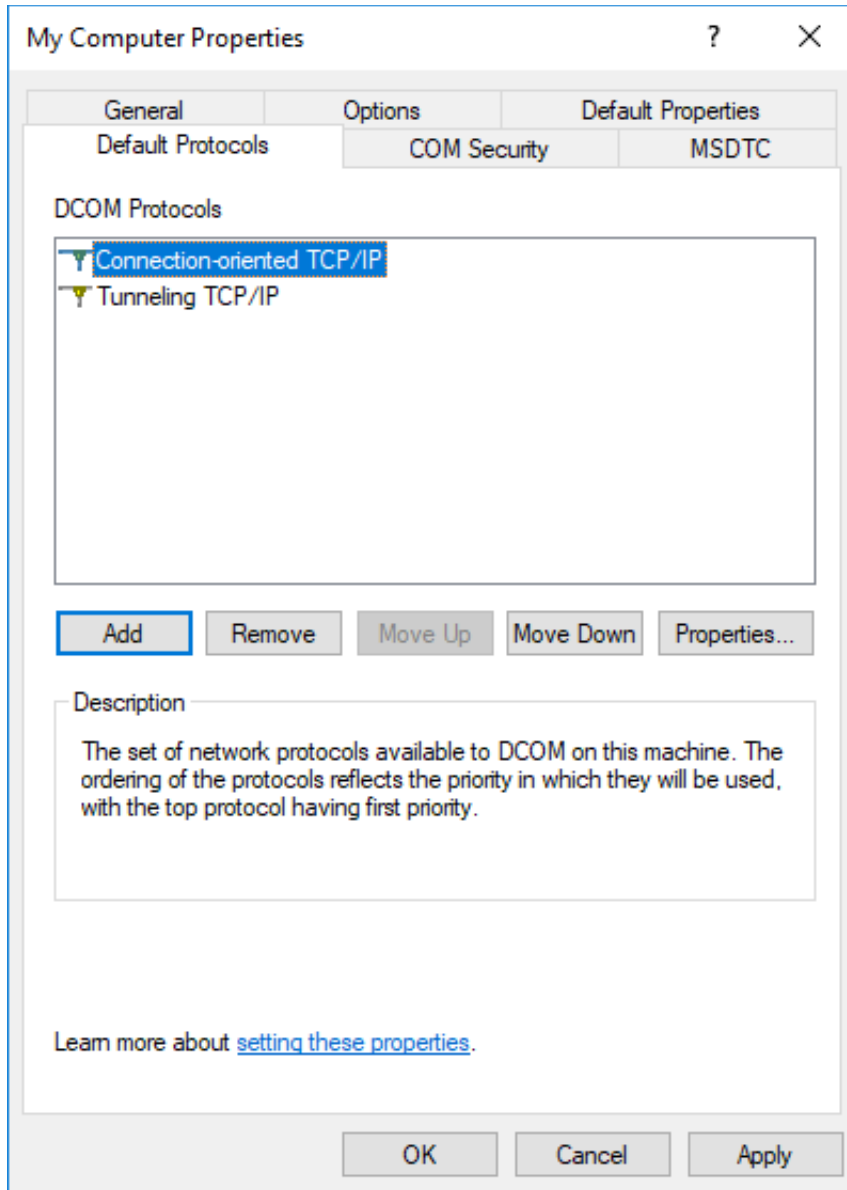 My Computer Properties ? X
General Options Default Properties
Default Protocols COM Security MSDTC
DCOM Protocols
Connection-oriented TCP/IP
Tunneling TCP/IP
Add Remove Move Up Move Down Properties...
Description
The set of network protocols available to DCOM on this machine. The
ordering of the protocols reflects the priority in which they will be used,
with the top protocol having first priority.
Learn more about setting these properties.
OK Cancel Apply